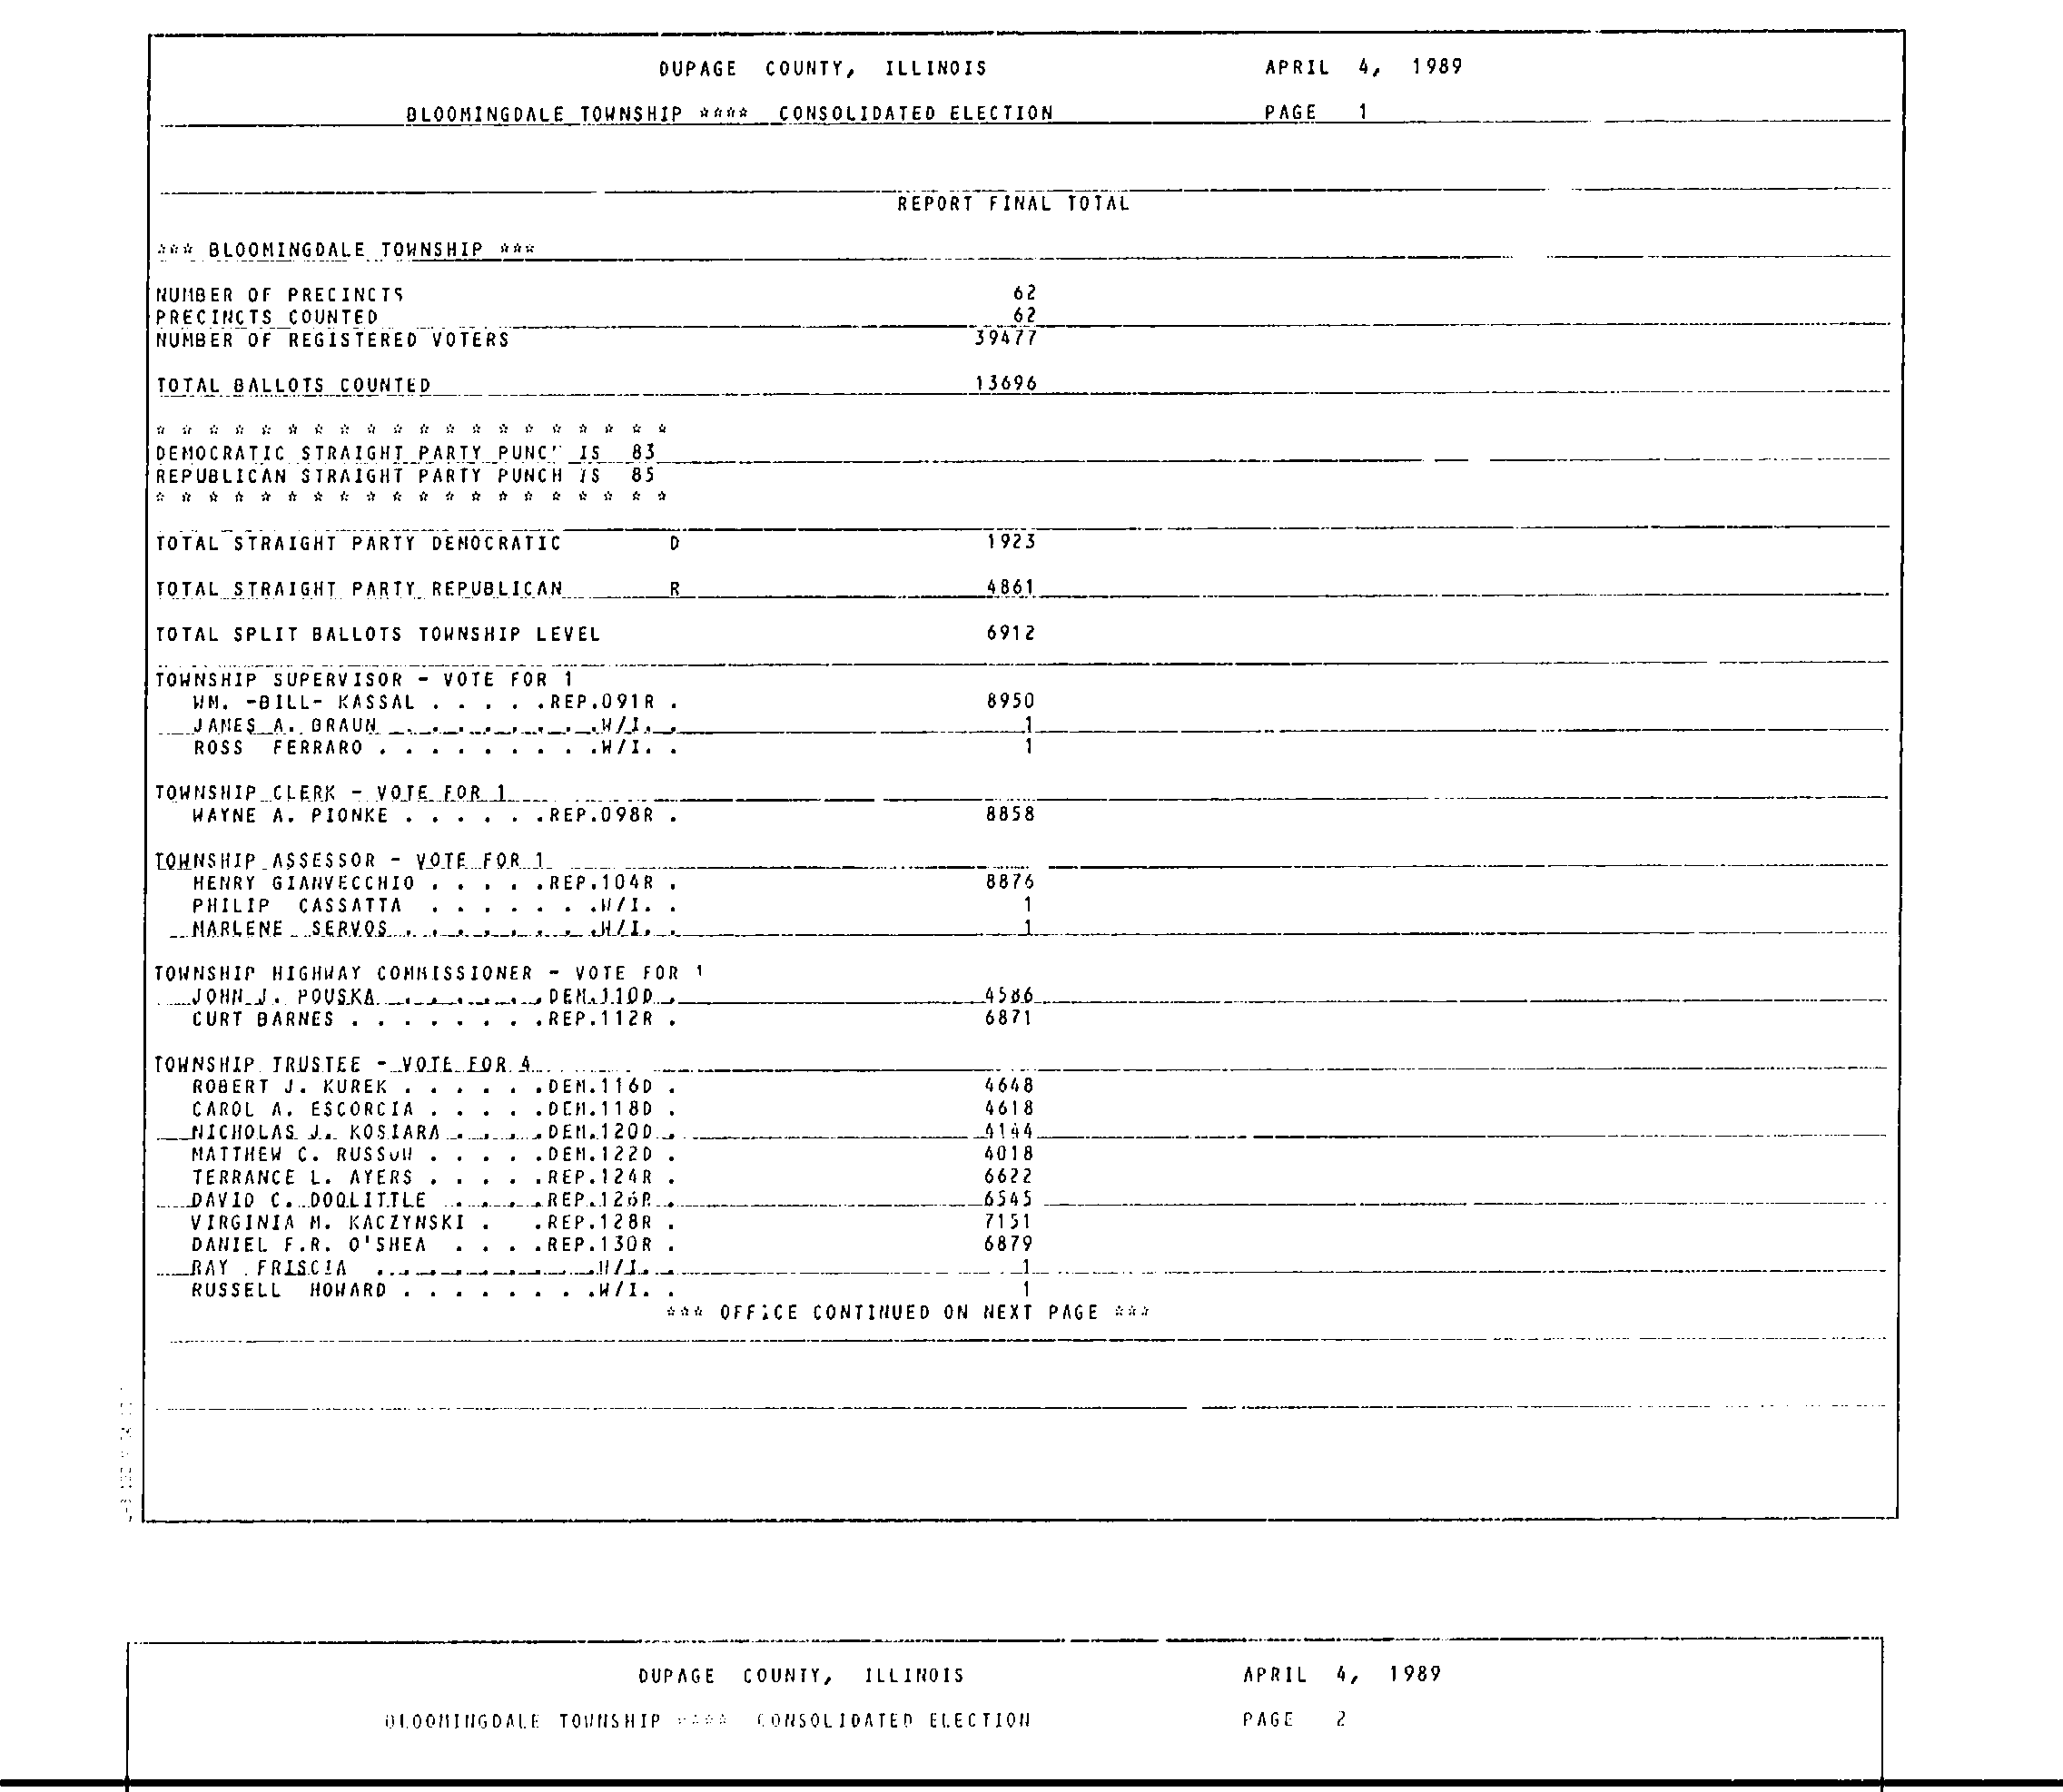 DUPAGE COUNTY, ILLINOIS APRIL 4, 1989
BLOOMINGDALE TOWNSHIP **** CONSOLIDATED ELECTION PAGE 1
REPORT FINAL TOTAL
*** BLOOMINGDALE TOWNSHIP ***
NUMBER OF PRECINCTS 62
PRECINCTS COUNTED 62
NUMBER OF REGISTERED VOTERS 39477
TOTAL BALLOTS COUNTED 13696
* * * * * * * * * * * * * * * * * * * *
DEMOCRATIC STRAIGHT PARTY PUNCH IS 83
REPUBLICAN STRAIGHT PARTY PUNCH IS 85
* * * * * * * * * * * * * * * * * * * *
TOTAL STRAIGHT PARTY DEMOCRATIC D 1923
TOTAL STRAIGHT PARTY REPUBLICAN R 4861
TOTAL SPLIT BALLOTS TOWNSHIP LEVEL 6912
TOWNSHIP SUPERVISOR - VOTE FOR 1
WM. -BILL- KASSAL . . . . .REP.091R . 8950
JAMES A. BRAUN . . . . . . . .W/I. . 1
ROSS FERRARO . . . . . . . . .W/I. . 1
TOWNSHIP CLERK - VOTE FOR 1
WAYNE A. PIONKE . . . . . .REP.098R . 8858
TOWNSHIP ASSESSOR - VOTE FOR 1
HENRY GIANVECCHIO . . . . .REP.104R . 8876
PHILIP CASSATTA . . . . . . .W/I. . 1
MARLENE SERVOS . . . . . . . .W/I. . 1
TOWNSHIP HIGHWAY COMMISSIONER - VOTE FOR 1
JOHN J. POUSKA . . . . . . .DEM.110D . 4586
CURT BARNES . . . . . . . .REP.112R . 6871
TOWNSHIP TRUSTEE - VOTE FOR 4
ROBERT J. KUREK . . . . . .DEM.116D . 4648
CAROL A. ESCORCIA . . . . .DEM.118D . 4618
NICHOLAS J. KOSIARA . . . .DEM.120D . 4144
MATTHEW C. . . . . .DEM.122D . 4018
TERRANCE L. AYERS . . . . .REP.124R . 6622
DAVID C. DOOLITTLE . . . .REP.126R . 6545
VIRGINIA M. KACZYNSKI . .REP.128R . 7151
DANIEL F.R. O'SHEA . . . .REP.130R . 6879
RAY FRISCIA . . . . . . . . .W/I. . 1
RUSSELL HOWARD . . . . . . . .W/I. . 1
*** OFFICE CONTINUED ON NEXT PAGE ***
DUPAGE COUNTY, ILLINOIS APRIL 4, 1989
BLOOMINGDALE TOWNSHIP **** CONSOLIDATED ELECTION PAGE 2